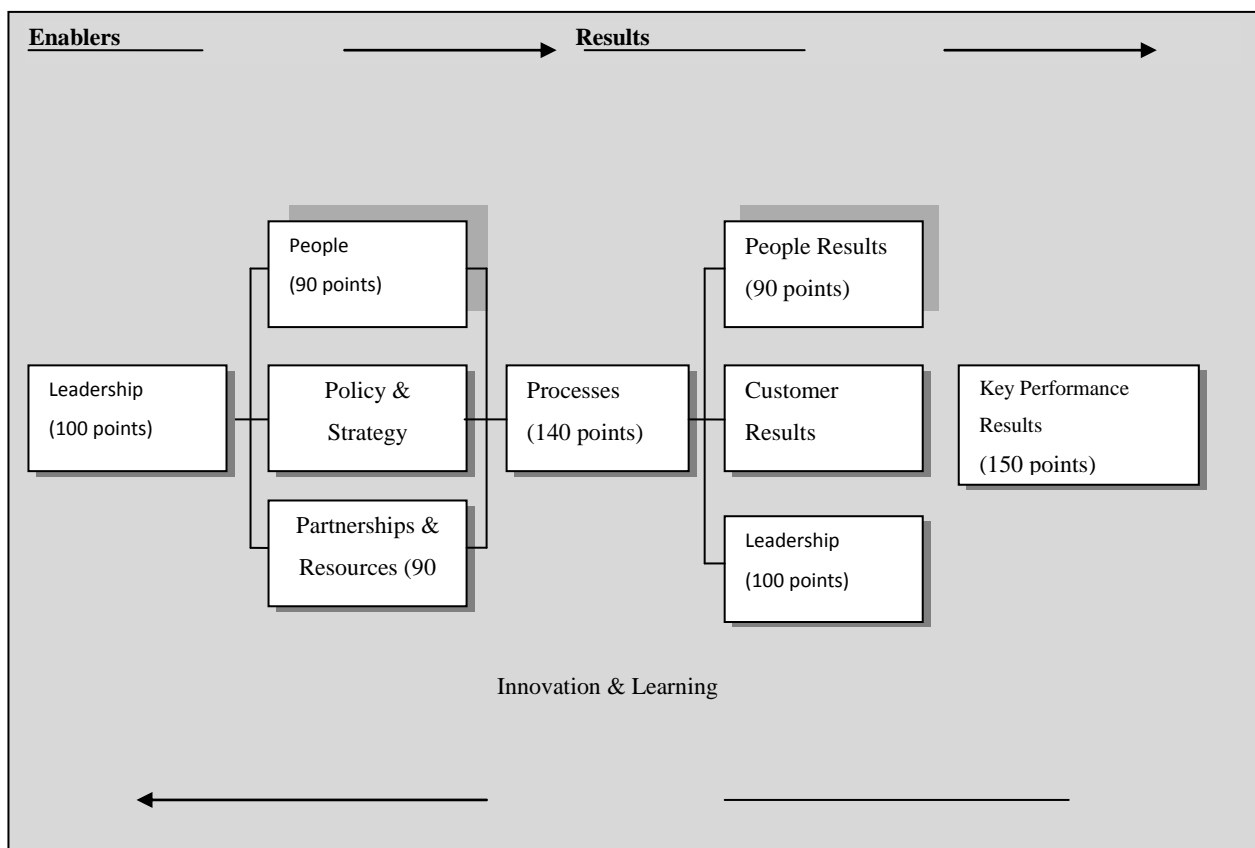 Enablers
Results
People
(90 points)
People Results
(90 points)
Leadership
(100 points)
Policy &
Strategy
Processes
(140 points)
Customer
Results
Key Performance
Results
(150 points)
Partnerships &
Resources (90
Leadership
(100 points)
Innovation & Learning